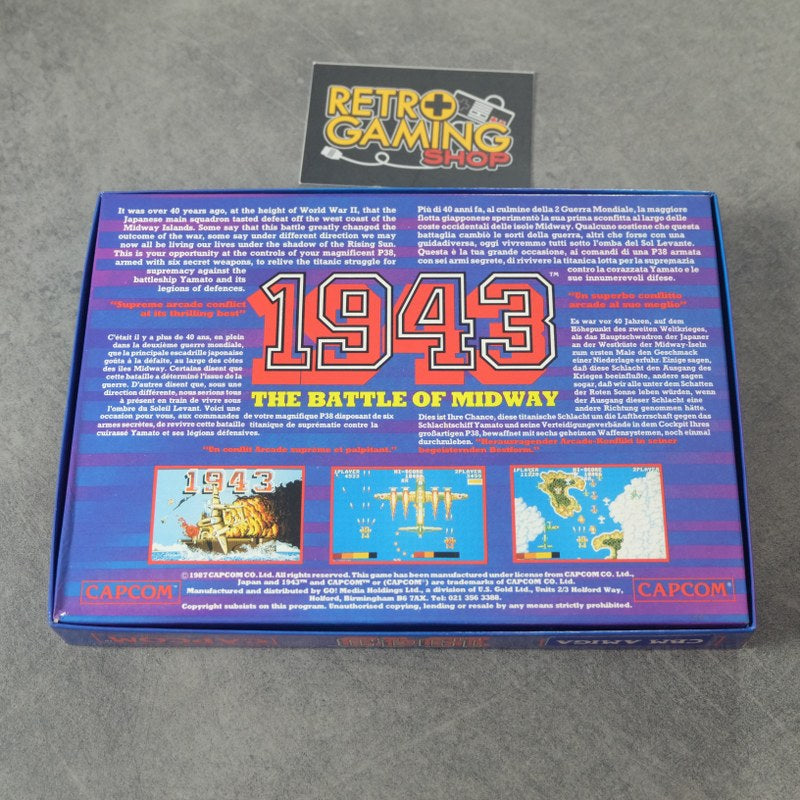 RETRO
GAMING
SHOP
It was over 40 years ago, at the height of World War II, that the
Japanese main squadron tasted defeat off the west coast of the
Midway Islands. Some say that this battle greatly changed the
outcome of the war, some say under different direction we may
now all be living our lives under the shadow of the Rising Sun.
This is your opportunity at the controls of your magnificent P38,
armed with six secret weapons, to relive the titanic struggle for
supremacy against the
battleship Yamato and its
legions of defences.
"Supreme arcade conflict
at its thrilling best"
Più di 40 anni fa, al culmine della 2 Guerra Mondiale, la maggiore
flotta giapponese sperimentò la sua prima sconfitta al largo delle
coste occidentali delle isole Midway. Qualcuno sostiene che questa
battaglia cambiò le sorti della guerra, altri che forse con una
guidadiversa, oggi vivremmo tutti sotto l'omba del Sol Levante.
Questa è la tua grande occasione, ai comandi di una P38 armata
con sei armi segrete, di rivivere la titanica lotta per la supremazia
contro la corazzata Yamato e le
sue innumerevoli difese.
"Un superbo conflitto
arcade al suo meglio"
1943™
THE BATTLE OF MIDWAY
C'était il y a plus de 40 ans, en plein
dans la deuxième guerre mondiale,
que la principale escadrille japonaise
goûta à la défaite, au large des côtes
des îles Midway. Certains disent que
cette bataille a déterminé l'issue de la
guerre. D'autres disent que, sous une
direction différente, nous serions tous
à présent en train de vivre sous
l'ombre du Soleil Levant. Voici une
occasion pour vous, aux commandes de votre magnifique P38 disposant de six
armes secrètes, de revivre cette bataille titanique de suprématie contre la
cuirassé Yamato et ses légions défensives.
"Un conflit Arcade supreme et palpitant."
Es war vor 40 Jahren, auf dem
Höhepunkt des zweiten Weltkrieges,
als das Hauptschwadron der Japaner
an der Westküste der Midway-Iseln
zum ersten Male den Geschmack
einer Niederlage erfuhr. Einige sagen,
daß diese Schlacht den Ausgang des
Krieges beeinflußte, andere sagen
sogar, daß wir alle unter dem Schatten
der Roten Sonne leben würden, wenn
der Ausgang dieser Schlacht eine
andere Richtung genommen hätte.
Dies ist Ihre Chance, diese titanische Schlacht um die Luftherrschaft gegen das
Schlachtschiff Yamato und seine Verteidigungsverbände in dem Cockpit Ihres
großartigen P38, bewaffnet mit sechs geheimen Waffensystemen, noch einmal
durchzuleben. "Herausragender Arcade-Konflikt in seiner
begeisternden Bestform."
1943
1PLAYER HI-SCORE 2PLAYER
1PLAYER HI-SCORE 2PLAYER
© 1987 CAPCOM CO. Ltd. All rights reserved. This game has been manufactured under license from CAPCOM CO. Ltd.,
Japan and 1943™ and CAPCOM™ or (CAPCOM®) are trademarks of CAPCOM CO. Ltd.
Manufactured and distributed by GO! Media Holdings Ltd., a division of U.S. Gold Ltd., Units 2/3 Holford Way,
Holford, Birmingham B6 7AX. Tel: 021 356 3388.
Copyright subsists on this program. Unauthorised copying, lending or resale by any means strictly prohibited.
CAPCOM®
CAPCOM®
CBM AMIGA